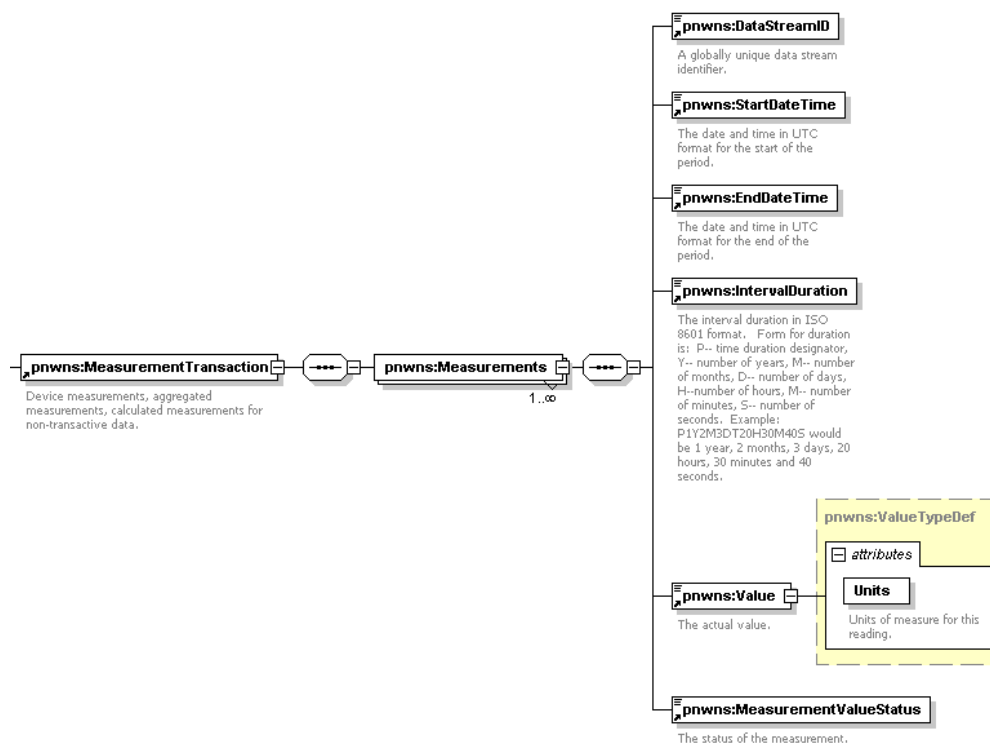 pnwns:DataStreamID
A globally unique data stream
identifier.
pnwns:StartDateTime
The date and time in UTC
format for the start of the
period.
pnwns:EndDateTime
The date and time in UTC
format for the end of the
period.
pnwns:IntervalDuration
The interval duration in ISO
8601 format.   Form for duration
is:  P-- time duration designator,
Y-- number of years, M-- number
of months, D-- number of days,
H--number of hours, M-- number
of minutes, S-- number of
seconds.  Example:
P1Y2M3DT20H30M40S would
be 1 year, 2 months, 3 days, 20
hours, 30 minutes and 40
seconds.
pnwns:MeasurementTransaction
Device measurements, aggregated
measurements, calculated measurements for
non-transactive data.
pnwns:Measurements
1..∞
pnwns:ValueTypeDef
attributes
Units
Units of measure for this
reading.
pnwns:Value
The actual value.
pnwns:MeasurementValueStatus
The status of the measurement.